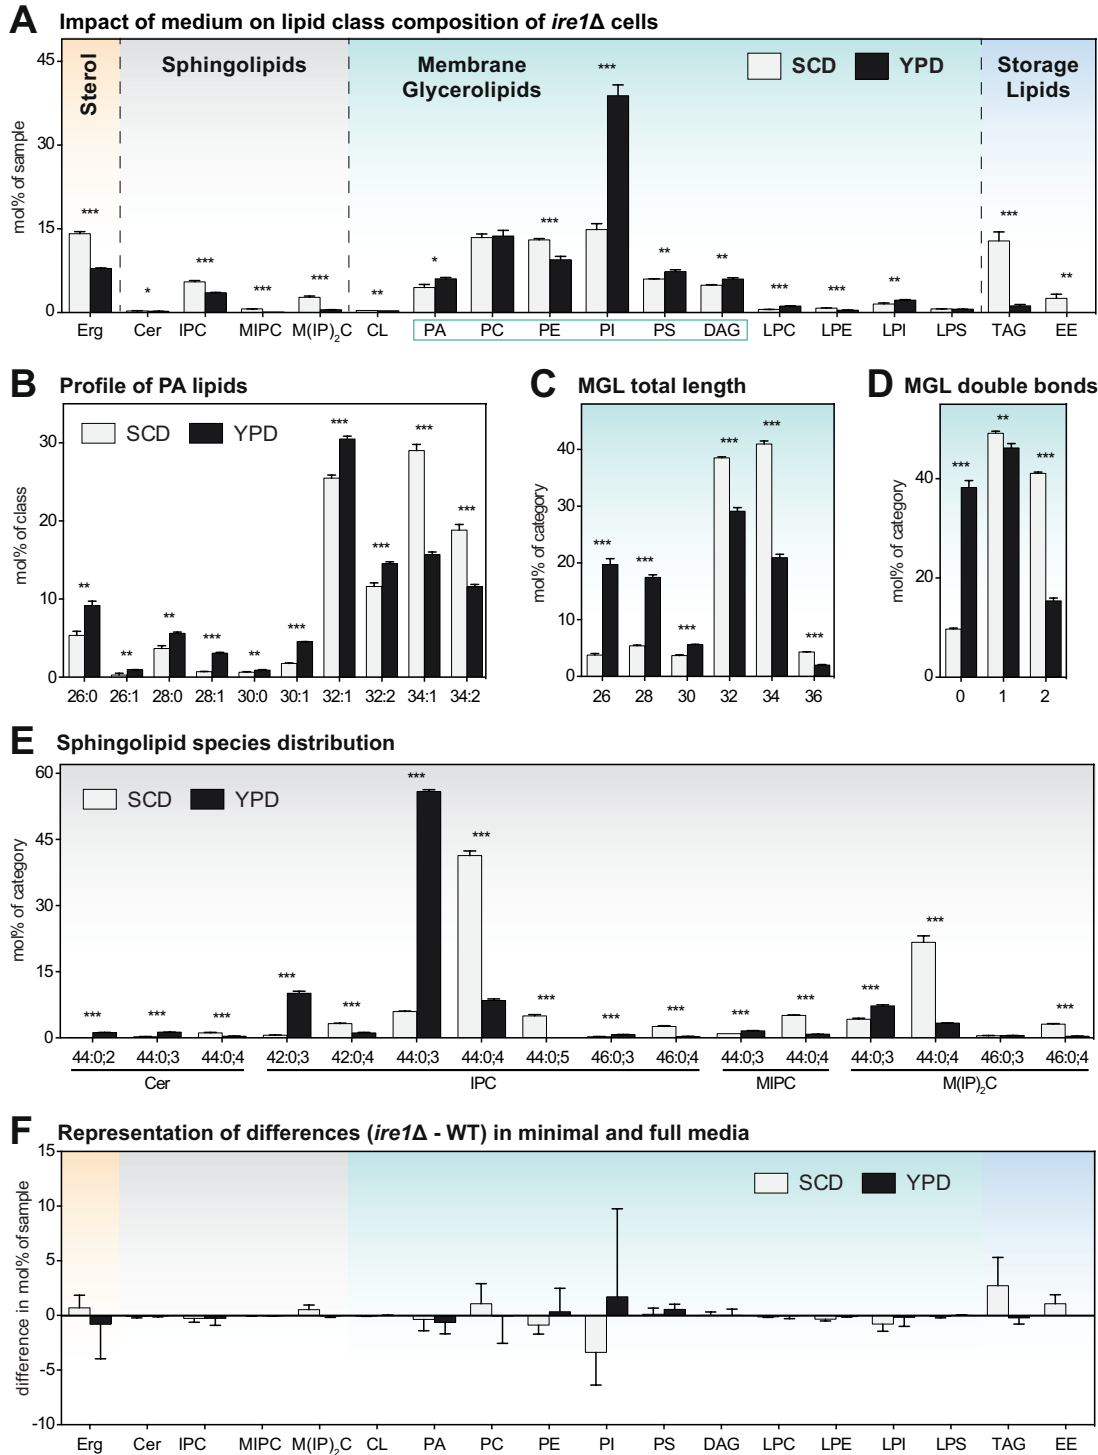 A Impact of medium on lipid class composition of ire1Δ cells
45
30
15
0
mol% of sample
Sterol
Sphingolipids
Membrane
Glycerolipids
SCD YPD
Storage
Lipids
*** * *** *** *** ** * *** *** ** ** *** *** ** *** **
Erg Cer IPC MIPC M(IP)2C CL PA PC PE PI PS DAG LPC LPE LPI LPS TAG EE
B Profile of PA lipids
SCD YPD
30
20
10
0
mol% of class
** ** ** *** ** *** *** *** *** ***
26:0 26:1 28:0 28:1 30:0 30:1 32:1 32:2 34:1 34:2
C MGL total length
40
30
20
10
0
mol% of category
*** *** *** *** *** ***
26 28 30 32 34 36
D MGL double bonds
40
20
0
mol% of category
*** ** ***
0 1 2
E Sphingolipid species distribution
SCD YPD
60
45
30
15
0
mol% of category
*** *** *** *** *** *** *** *** *** *** *** *** *** *** ***
44:0;2 44:0;3 44:0;4 42:0;3 42:0;4 44:0;3 44:0;4 44:0;5 46:0;3 46:0;4 44:0;3 44:0;4 44:0;3 44:0;4 46:0;3 46:0;4
Cer IPC MIPC M(IP)2C
F Representation of differences (ire1Δ - WT) in minimal and full media
SCD YPD
15
10
5
0
-5
-10
difference in mol% of sample
Erg Cer IPC MIPC M(IP)2C CL PA PC PE PI PS DAG LPC LPE LPI LPS TAG EE